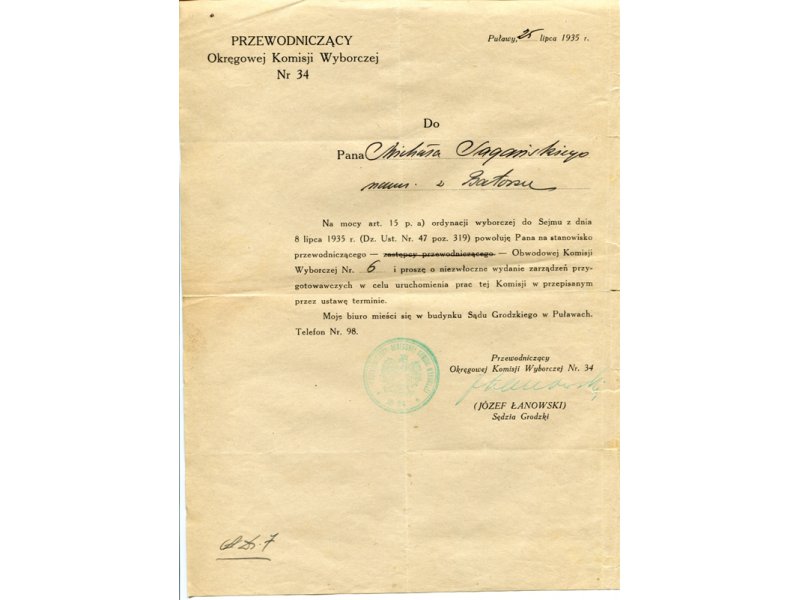 PRZEWODNICZĄCY
Okręgowej Komisji Wyborczej
Nr 34
Puławy, 25 lipca 1935 r.
Do
Pana Michała Sagańskiego
naucz. z Batorza
Na mocy art. 15 p. a) ordynacji wyborczej do Sejmu z dnia
8 lipca 1935 r. (Dz. Ust. Nr. 47 poz. 319) powołuję Pana na stanowisko
przewodniczącego — zastępcy przewodniczącego — Obwodowej Komisji
Wyborczej Nr. 6 i proszę o niezwłoczne wydanie zarządzeń przy-
gotowawczych w celu uruchomienia prac tej Komisji w przepisanym
przez ustawę terminie.
Moje biuro mieści się w budynku Sądu Grodzkiego w Puławach.
Telefon Nr. 98.
Przewodniczący
Okręgowej Komisji Wyborczej Nr. 34
(JÓZEF ŁANOWSKI)
Sędzia Grodzki